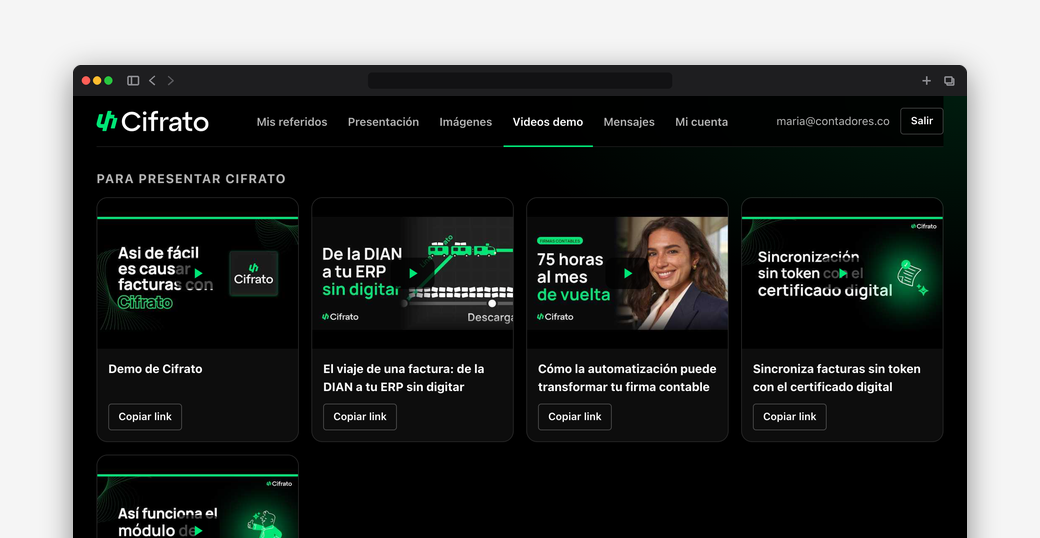 Cifrato
Mis referidos
Presentación
Imágenes
Videos demo
Mensajes
Mi cuenta
maria@contadores.co
Salir
PARA PRESENTAR CIFRATO
Asi de fácil
es causar
facturas con
Cifrato
Cifrato
Demo de Cifrato
Copiar link
De la DIAN
a tu ERP
sin digitar
Cifrato
Descarga
El viaje de una factura: de la
DIAN a tu ERP sin digitar
Copiar link
FIRMAS CONTABLES
75 horas
al mes
de vuelta
Cifrato
Cómo la automatización puede
transformar tu firma contable
Copiar link
Cifrato
Sincronización
sin token con el
certificado digital
Sincroniza facturas sin token
con el certificado digital
Copiar link
Cifrato
Así funciona el
módulo de